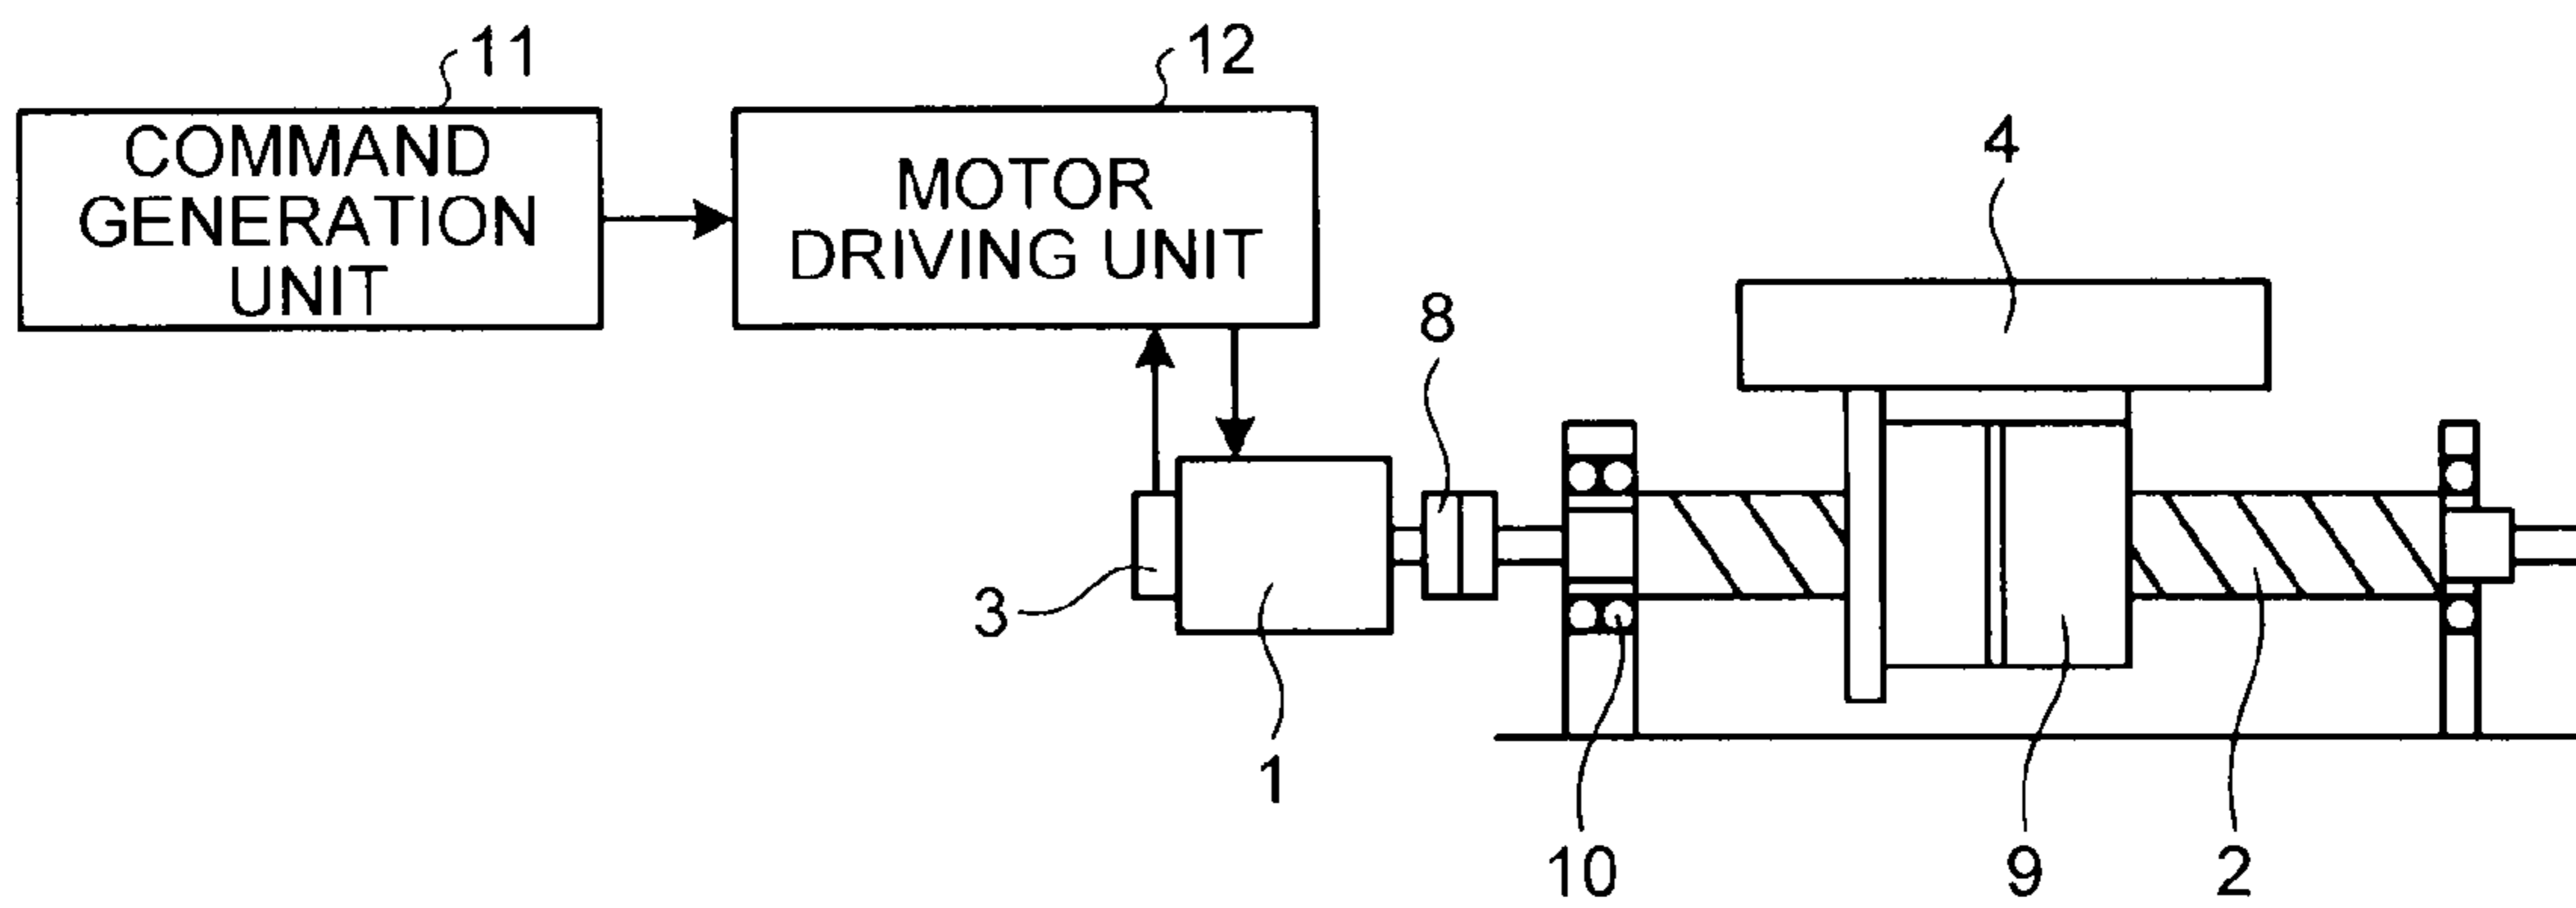 11
12
COMMAND
GENERATION
UNIT
MOTOR
DRIVING UNIT
4
8
3
1
10
9
2